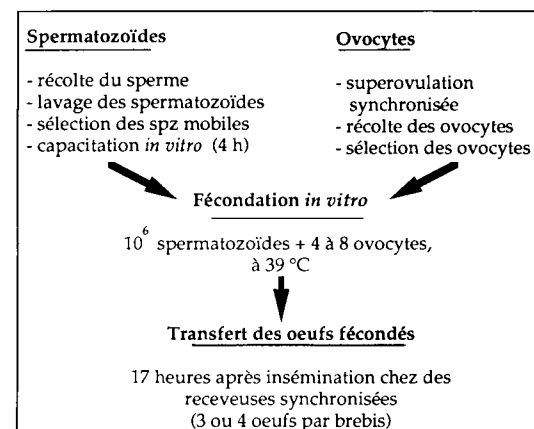 Spermatozoïdes
- récolte du sperme
- lavage des spermatozoïdes
- sélection des spz mobiles
- capacitation in vitro (4 h)
Ovocytes
- superovulation
synchronisée
- récolte des ovocytes
- sélection des ovocytes
Fécondation in vitro
10⁶ spermatozoïdes + 4 à 8 ovocytes,
à 39 °C
Transfert des oeufs fécondés
17 heures après insémination chez des
receveuses synchronisées
(3 ou 4 oeufs par brebis)